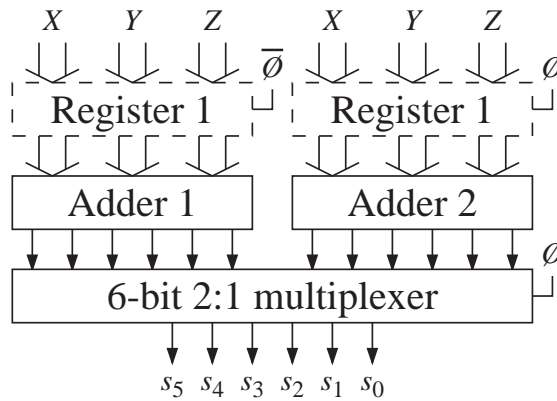 X Y Z X Y Z
Ø̅ Ø
Register 1 Register 1
Adder 1 Adder 2
Ø
6-bit 2:1 multiplexer
s₅ s₄ s₃ s₂ s₁ s₀